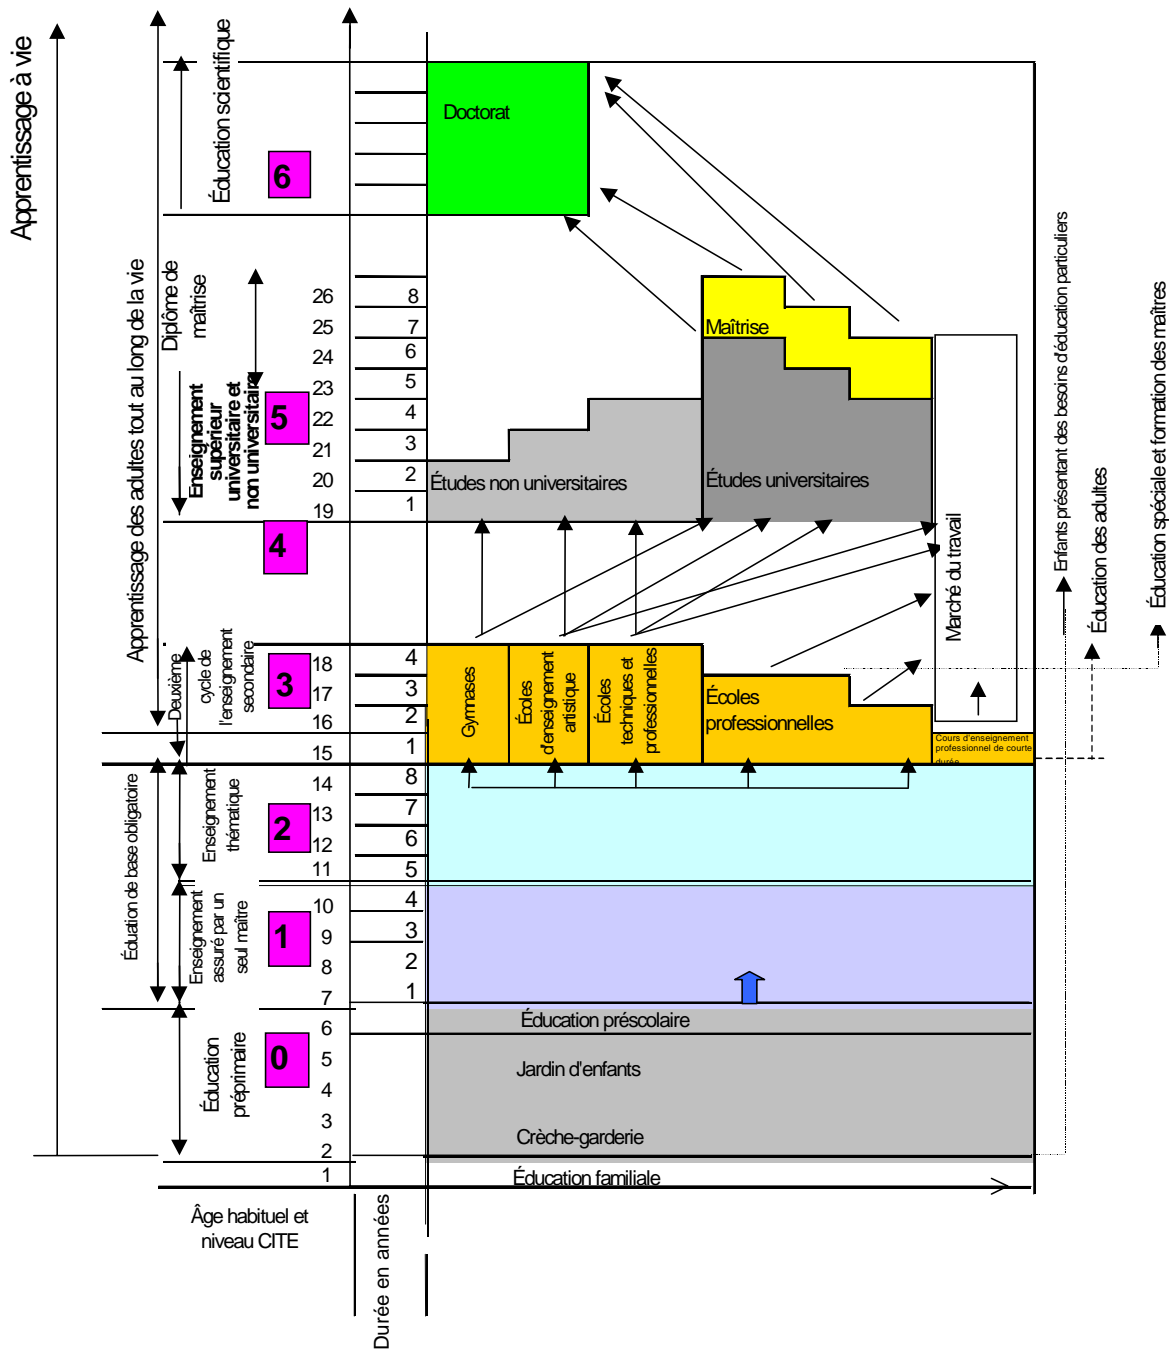 Apprentissage à vie
Apprentissage des adultes tout au long de la vie
Éducation scientifique
6
Doctorat
Diplôme de
maîtrise
Enseignement
supérieur
universitaire et
non universitaire
5
4
26
25
24
23
22
21
20
19
8
7
6
5
4
3
2
1
Maîtrise
Études non universitaires
Études universitaires
Marché du travail
Enfants présentant des besoins d'éducation particuliers
Éducation des adultes
Éducation spéciale et formation des maîtres
Deuxième
cycle de
l'enseignement
secondaire
3
18
17
16
15
4
3
2
1
Gymnases
Écoles
d'enseignement
artistique
Écoles
techniques et
professionnelles
Écoles
professionnelles
Cours d'enseignement
professionnel de courte
durée
Éduation de base obligatoire
Enseignement
thématique
2
14
13
12
11
8
7
6
5
Enseignement
assuré par un
seul maître
1
10
9
8
7
4
3
2
1
Éducation
préprimaire
0
6
5
4
3
2
1
Éducation préscolaire
Jardin d'enfants
Crèche-garderie
Éducation familiale
Âge habituel et
niveau CITE
Durée en années